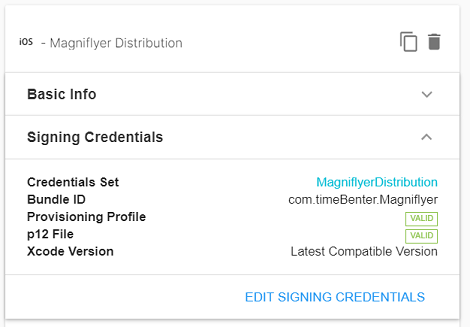 iOS - Magniflyer Distribution
Basic Info
Signing Credentials
Credentials Set MagniflyerDistribution
Bundle ID com.timeBenter.Magniflyer
Provisioning Profile VALID
p12 File VALID
Xcode Version Latest Compatible Version
EDIT SIGNING CREDENTIALS